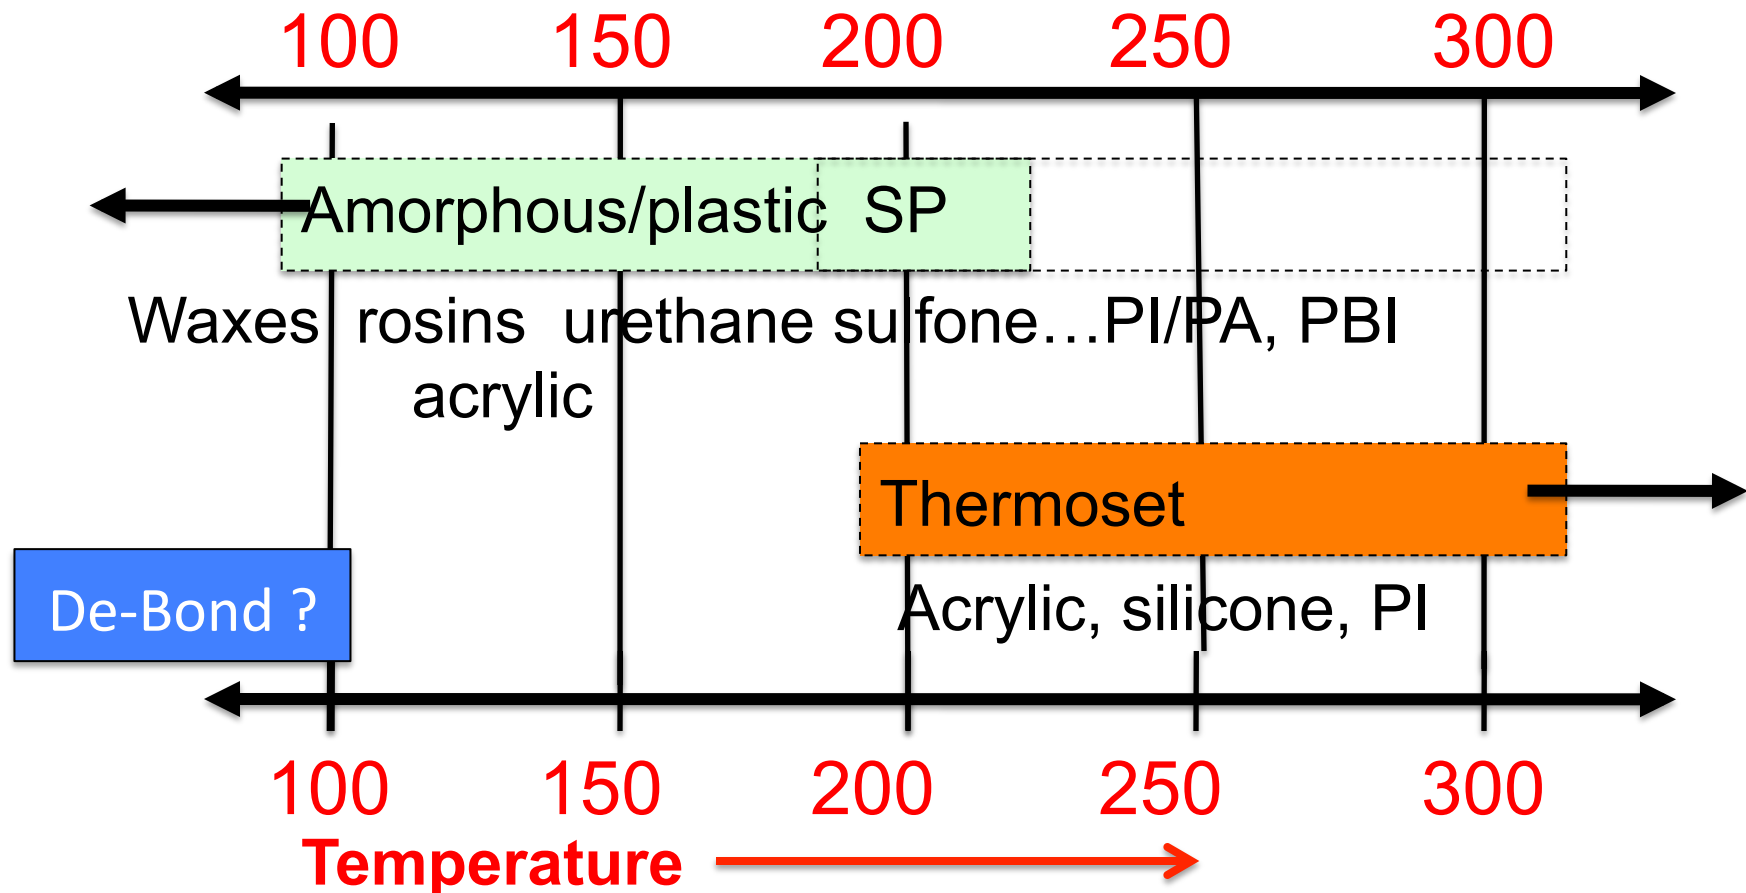 100 150 200 250 300
Amorphous/plastic SP
Waxes rosins urethane sulfone…PI/PA, PBI
acrylic
Thermoset
De-Bond ?
Acrylic, silicone, PI
100 150 200 250 300
Temperature